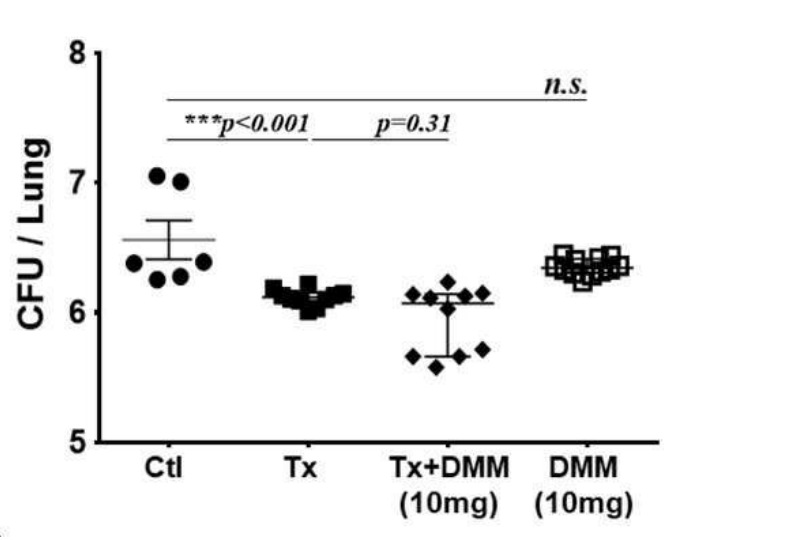 8
n.s.
***p<0.001 p=0.31
7
CFU / Lung
6
5
Ctl Tx Tx+DMM DMM
(10mg) (10mg)